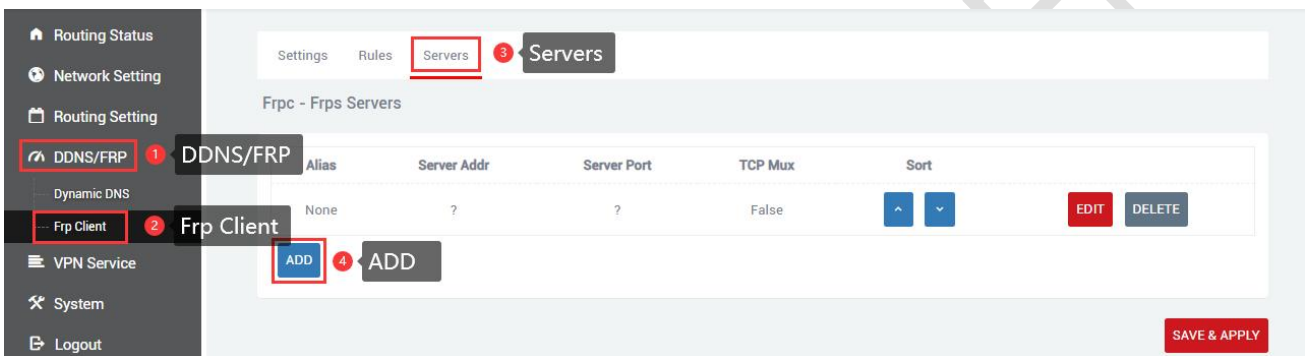 Routing Status
Network Setting
Routing Setting
DDNS/FRP 1 DDNS/FRP
Dynamic DNS
Frp Client 2 Frp Client
VPN Service
System
Logout
Settings Rules Servers 3 Servers
Frpc - Frps Servers
Alias Server Addr Server Port TCP Mux Sort
None ? ? False EDIT DELETE
ADD 4 ADD
SAVE & APPLY